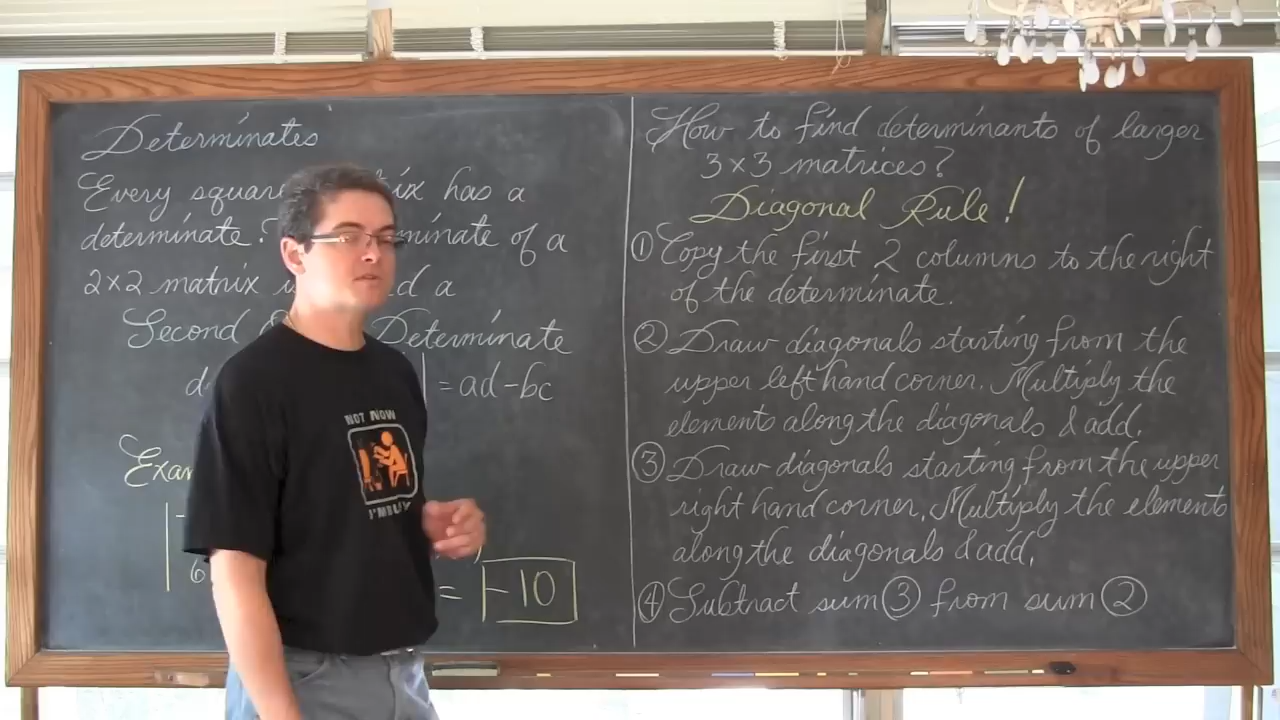 Determinates
Every square has a
determinate? of a
2×2 matrix a
Second Determinate
= ad-bc
6
= -10
How to find determinants of larger
3×3 matrices?
Diagonal Rule!
① Copy the first 2 columns to the right
of the determinate.
② Draw diagonals starting from the
upper left hand corner. Multiply the
elements along the diagonals & add.
③ Draw diagonals starting from the upper
right hand corner. Multiply the elements
along the diagonals & add.
④ Subtract sum ③ from sum ②
NOT NOW
I'M BUSY